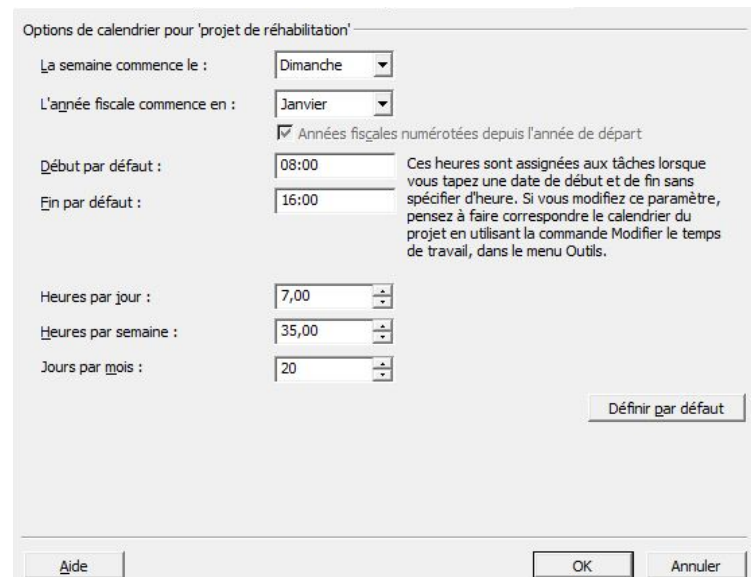 Options de calendrier pour 'projet de réhabilitation'
La semaine commence le : Dimanche
L'année fiscale commence en : Janvier
Années fiscales numérotées depuis l'année de départ
Début par défaut : 08:00
Fin par défaut : 16:00
Ces heures sont assignées aux tâches lorsque
vous tapez une date de début et de fin sans
spécifier d'heure. Si vous modifiez ce paramètre,
pensez à faire correspondre le calendrier du
projet en utilisant la commande Modifier le temps
de travail, dans le menu Outils.
Heures par jour : 7,00
Heures par semaine : 35,00
Jours par mois : 20
Définir par défaut
Aide OK Annuler